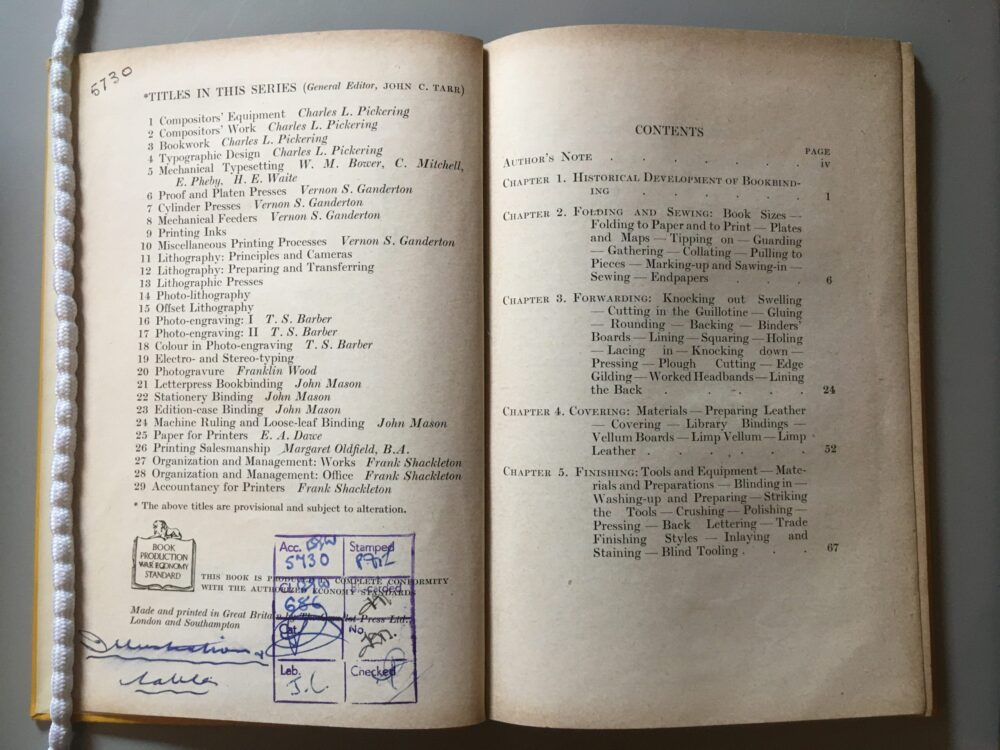 5730
*TITLES IN THIS SERIES (General Editor, JOHN C. TARR)
1 Compositors' Equipment Charles L. Pickering
2 Compositors' Work Charles L. Pickering
3 Bookwork Charles L. Pickering
4 Typographic Design Charles L. Pickering
5 Mechanical Typesetting W. M. Bower, C. Mitchell,
E. Pheby, H. E. Waite
6 Proof and Platen Presses Vernon S. Ganderton
7 Cylinder Presses Vernon S. Ganderton
8 Mechanical Feeders Vernon S. Ganderton
9 Printing Inks
10 Miscellaneous Printing Processes Vernon S. Ganderton
11 Lithography: Principles and Cameras
12 Lithography: Preparing and Transferring
13 Lithographic Presses
14 Photo-lithography
15 Offset Lithography
16 Photo-engraving: I T. S. Barber
17 Photo-engraving: II T. S. Barber
18 Colour in Photo-engraving T. S. Barber
19 Electro- and Stereo-typing
20 Photogravure Franklin Wood
21 Letterpress Bookbinding John Mason
22 Stationery Binding John Mason
23 Edition-case Binding John Mason
24 Machine Ruling and Loose-leaf Binding John Mason
25 Paper for Printers E. A. Dawe
26 Printing Salesmanship Margaret Oldfield, B.A.
27 Organization and Management: Works Frank Shackleton
28 Organization and Management: Office Frank Shackleton
29 Accountancy for Printers Frank Shackleton
* The above titles are provisional and subject to alteration.
BOOK
PRODUCTION
WAR ECONOMY
STANDARD
THIS BOOK IS PRODUCED IN COMPLETE CONFORMITY
WITH THE AUTHORIZED ECONOMY STANDARDS
Made and printed in Great Britain by The Camelot Press Ltd.,
London and Southampton
Acc. 5730
Stamped
686
Cat.
No.
Lab. J.C.
Checked
Illustrations &
tables
CONTENTS
PAGE
AUTHOR'S NOTE . . . . . . iv
CHAPTER 1. HISTORICAL DEVELOPMENT OF BOOKBIND-
ING . . . . . 1
CHAPTER 2. FOLDING AND SEWING: Book Sizes —
Folding to Paper and to Print — Plates
and Maps — Tipping on — Guarding
— Gathering — Collating — Pulling to
Pieces — Marking-up and Sawing-in —
Sewing — Endpapers . . . 6
CHAPTER 3. FORWARDING: Knocking out Swelling
— Cutting in the Guillotine — Gluing
— Rounding — Backing — Binders'
Boards — Lining — Squaring — Holing
— Lacing in — Knocking down —
Pressing — Plough Cutting — Edge
Gilding — Worked Headbands — Lining
the Back . . . . . 24
CHAPTER 4. COVERING: Materials — Preparing Leather
— Covering — Library Bindings —
Vellum Boards — Limp Vellum — Limp
Leather . . . . . 52
CHAPTER 5. FINISHING: Tools and Equipment — Mate-
rials and Preparations — Blinding in —
Washing-up and Preparing — Striking
the Tools — Crushing — Polishing —
Pressing — Back Lettering — Trade
Finishing Styles — Inlaying and
Staining — Blind Tooling . . . 67